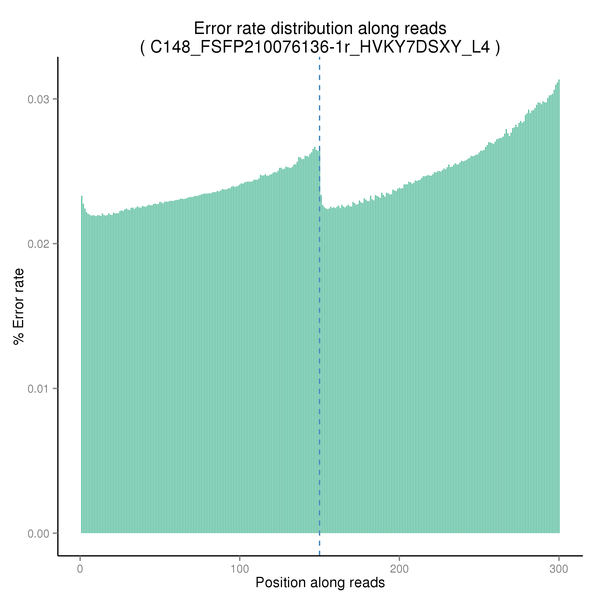 Error rate distribution along reads
( C148_FSFP210076136-1r_HVKY7DSXY_L4 )
% Error rate
0.03
0.02
0.01
0.00
0 100 200 300
Position along reads